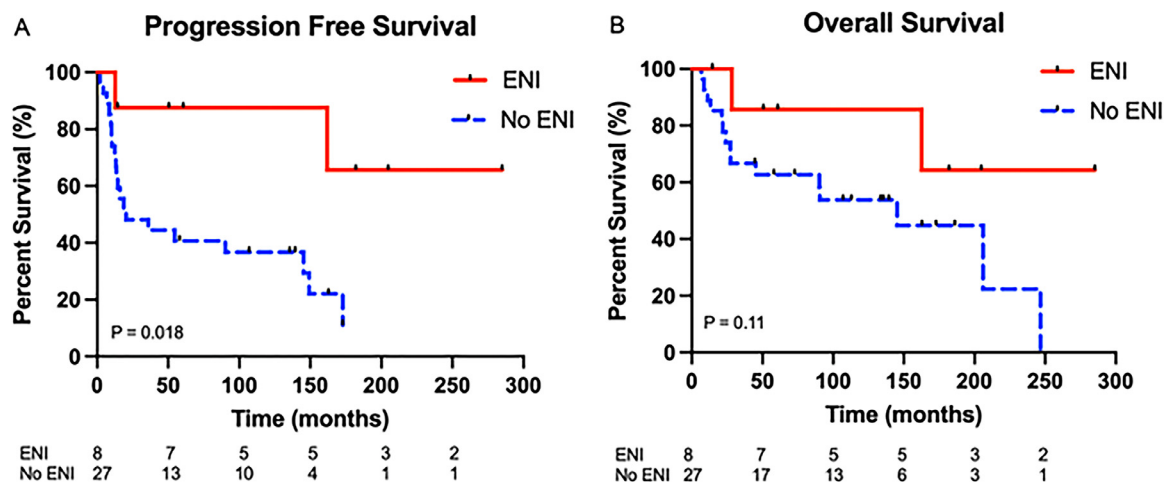 A Progression Free Survival
Percent Survival (%)
100
80
60
40
20
0
ENI
No ENI
P = 0.018
0 50 100 150 200 250 300
Time (months)
ENI 8 7 5 5 3 2
No ENI 27 13 10 4 1 1
B Overall Survival
Percent Survival (%)
100
80
60
40
20
0
ENI
No ENI
P = 0.11
0 50 100 150 200 250 300
Time (months)
ENI 8 7 5 5 3 2
No ENI 27 17 13 6 3 1